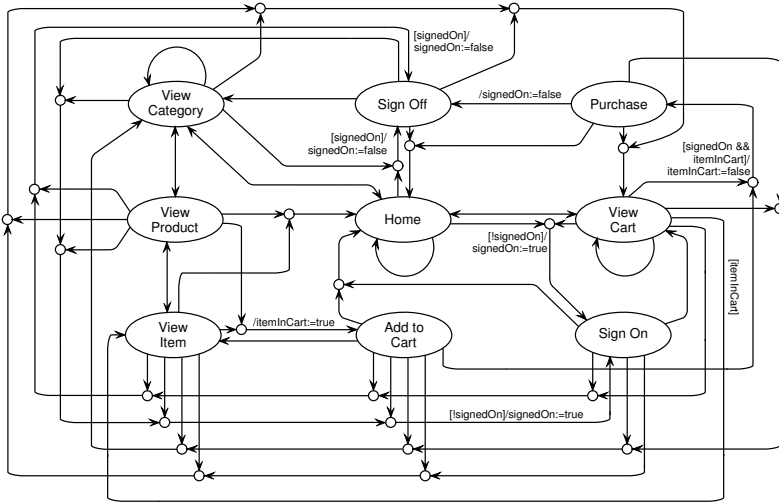 [signedOn]/
signedOn:=false
View
Category
Sign Off
/signedOn:=false
Purchase
[signedOn]/
signedOn:=false
[signedOn &&
itemInCart]/
itemInCart:=false
View
Product
Home
View
Cart
[!signedOn]/
signedOn:=true
[itemInCart]
View
Item
/itemInCart:=true
Add to
Cart
Sign On
[!signedOn]/signedOn:=true